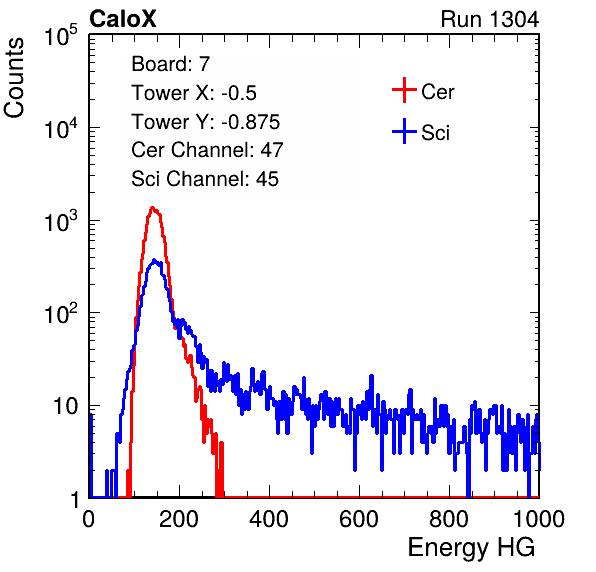 CaloX Run 1304
Counts
10^5
10^4
10^3
10^2
10
1
Board: 7
Tower X: -0.5
Tower Y: -0.875
Cer Channel: 47
Sci Channel: 45
Cer
Sci
0 200 400 600 800 1000
Energy HG